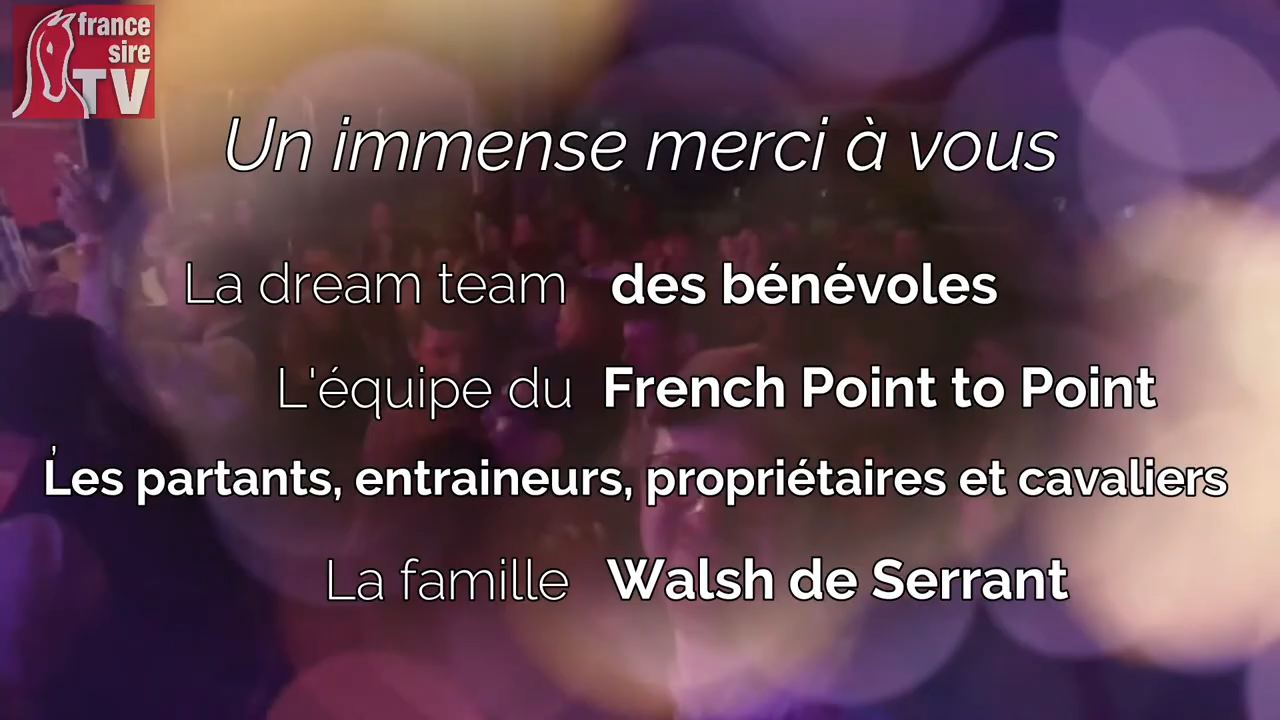 france
sire
TV
Un immense merci à vous
La dream team des bénévoles
L'équipe du French Point to Point
Les partants, entraineurs, propriétaires et cavaliers
La famille Walsh de Serrant